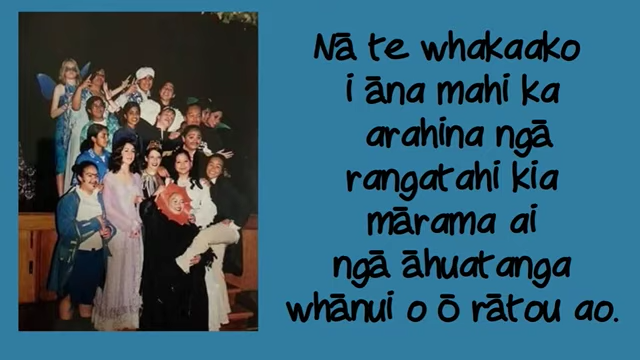 Nā te whakaako
i āna mahi ka
arahina ngā
rangatahi kia
mārama ai
ngā āhuatanga
whānui o ō rātou ao.